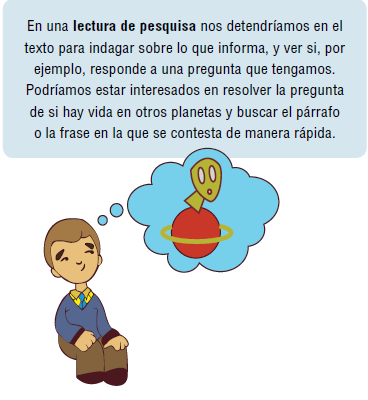 En una lectura de pesquisa nos detendríamos en el
texto para indagar sobre lo que informa, y ver si, por
ejemplo, responde a una pregunta que tengamos.
Podríamos estar interesados en resolver la pregunta
de si hay vida en otros planetas y buscar el párrafo
o la frase en la que se contesta de manera rápida.